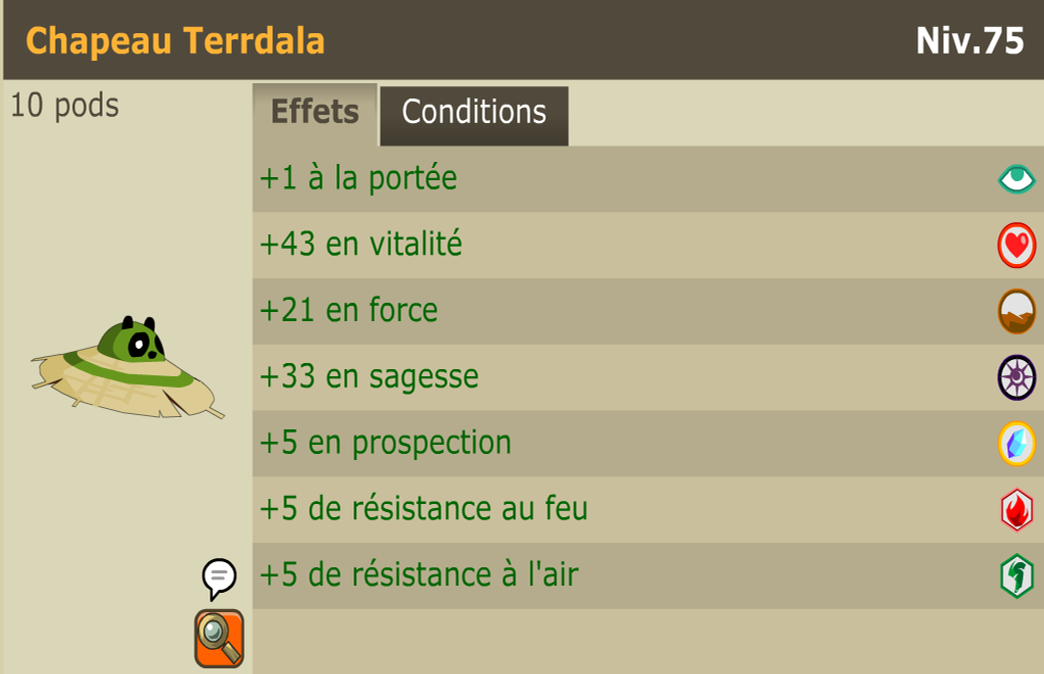 Chapeau Terrdala
Niv.75
10 pods
Effets
Conditions
+1 à la portée
+43 en vitalité
+21 en force
+33 en sagesse
+5 en prospection
+5 de résistance au feu
+5 de résistance à l'air